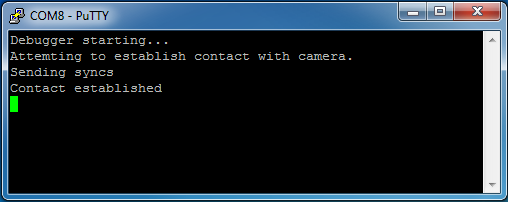 COM8 - PuTTY
Debugger starting...
Attemting to establish contact with camera.
Sending syncs
Contact established